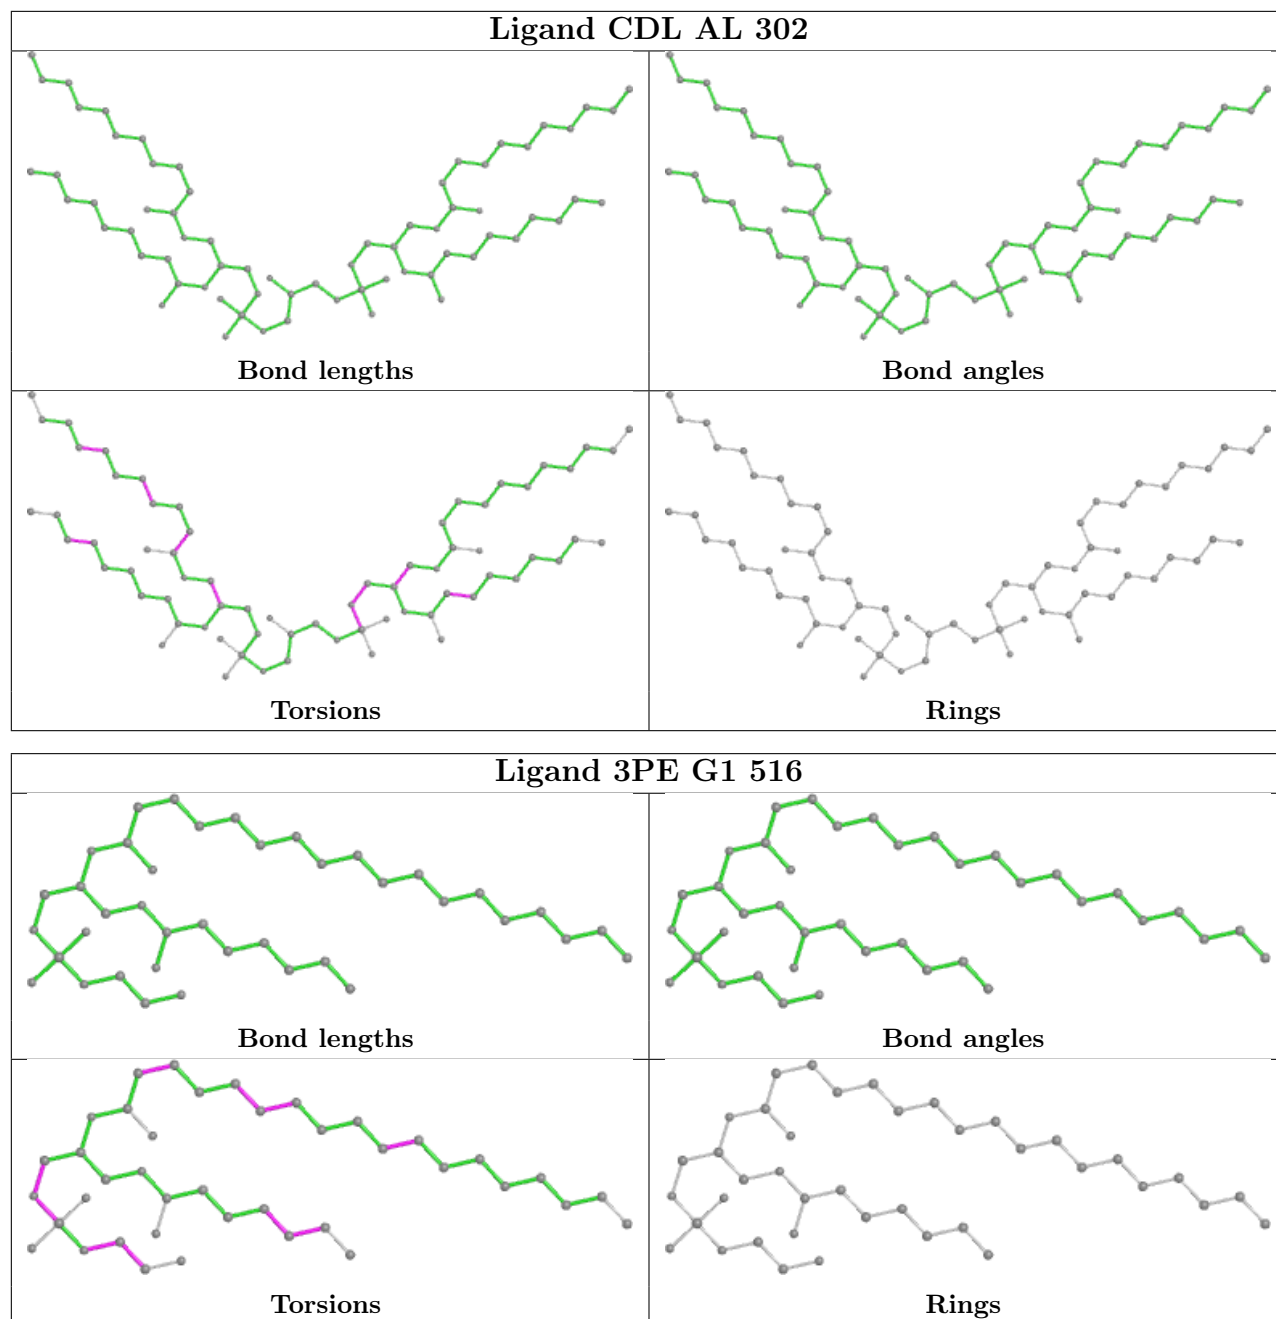 Ligand CDL AL 302
Bond lengths
Bond angles
Torsions
Rings
Ligand 3PE G1 516
Bond lengths
Bond angles
Torsions
Rings